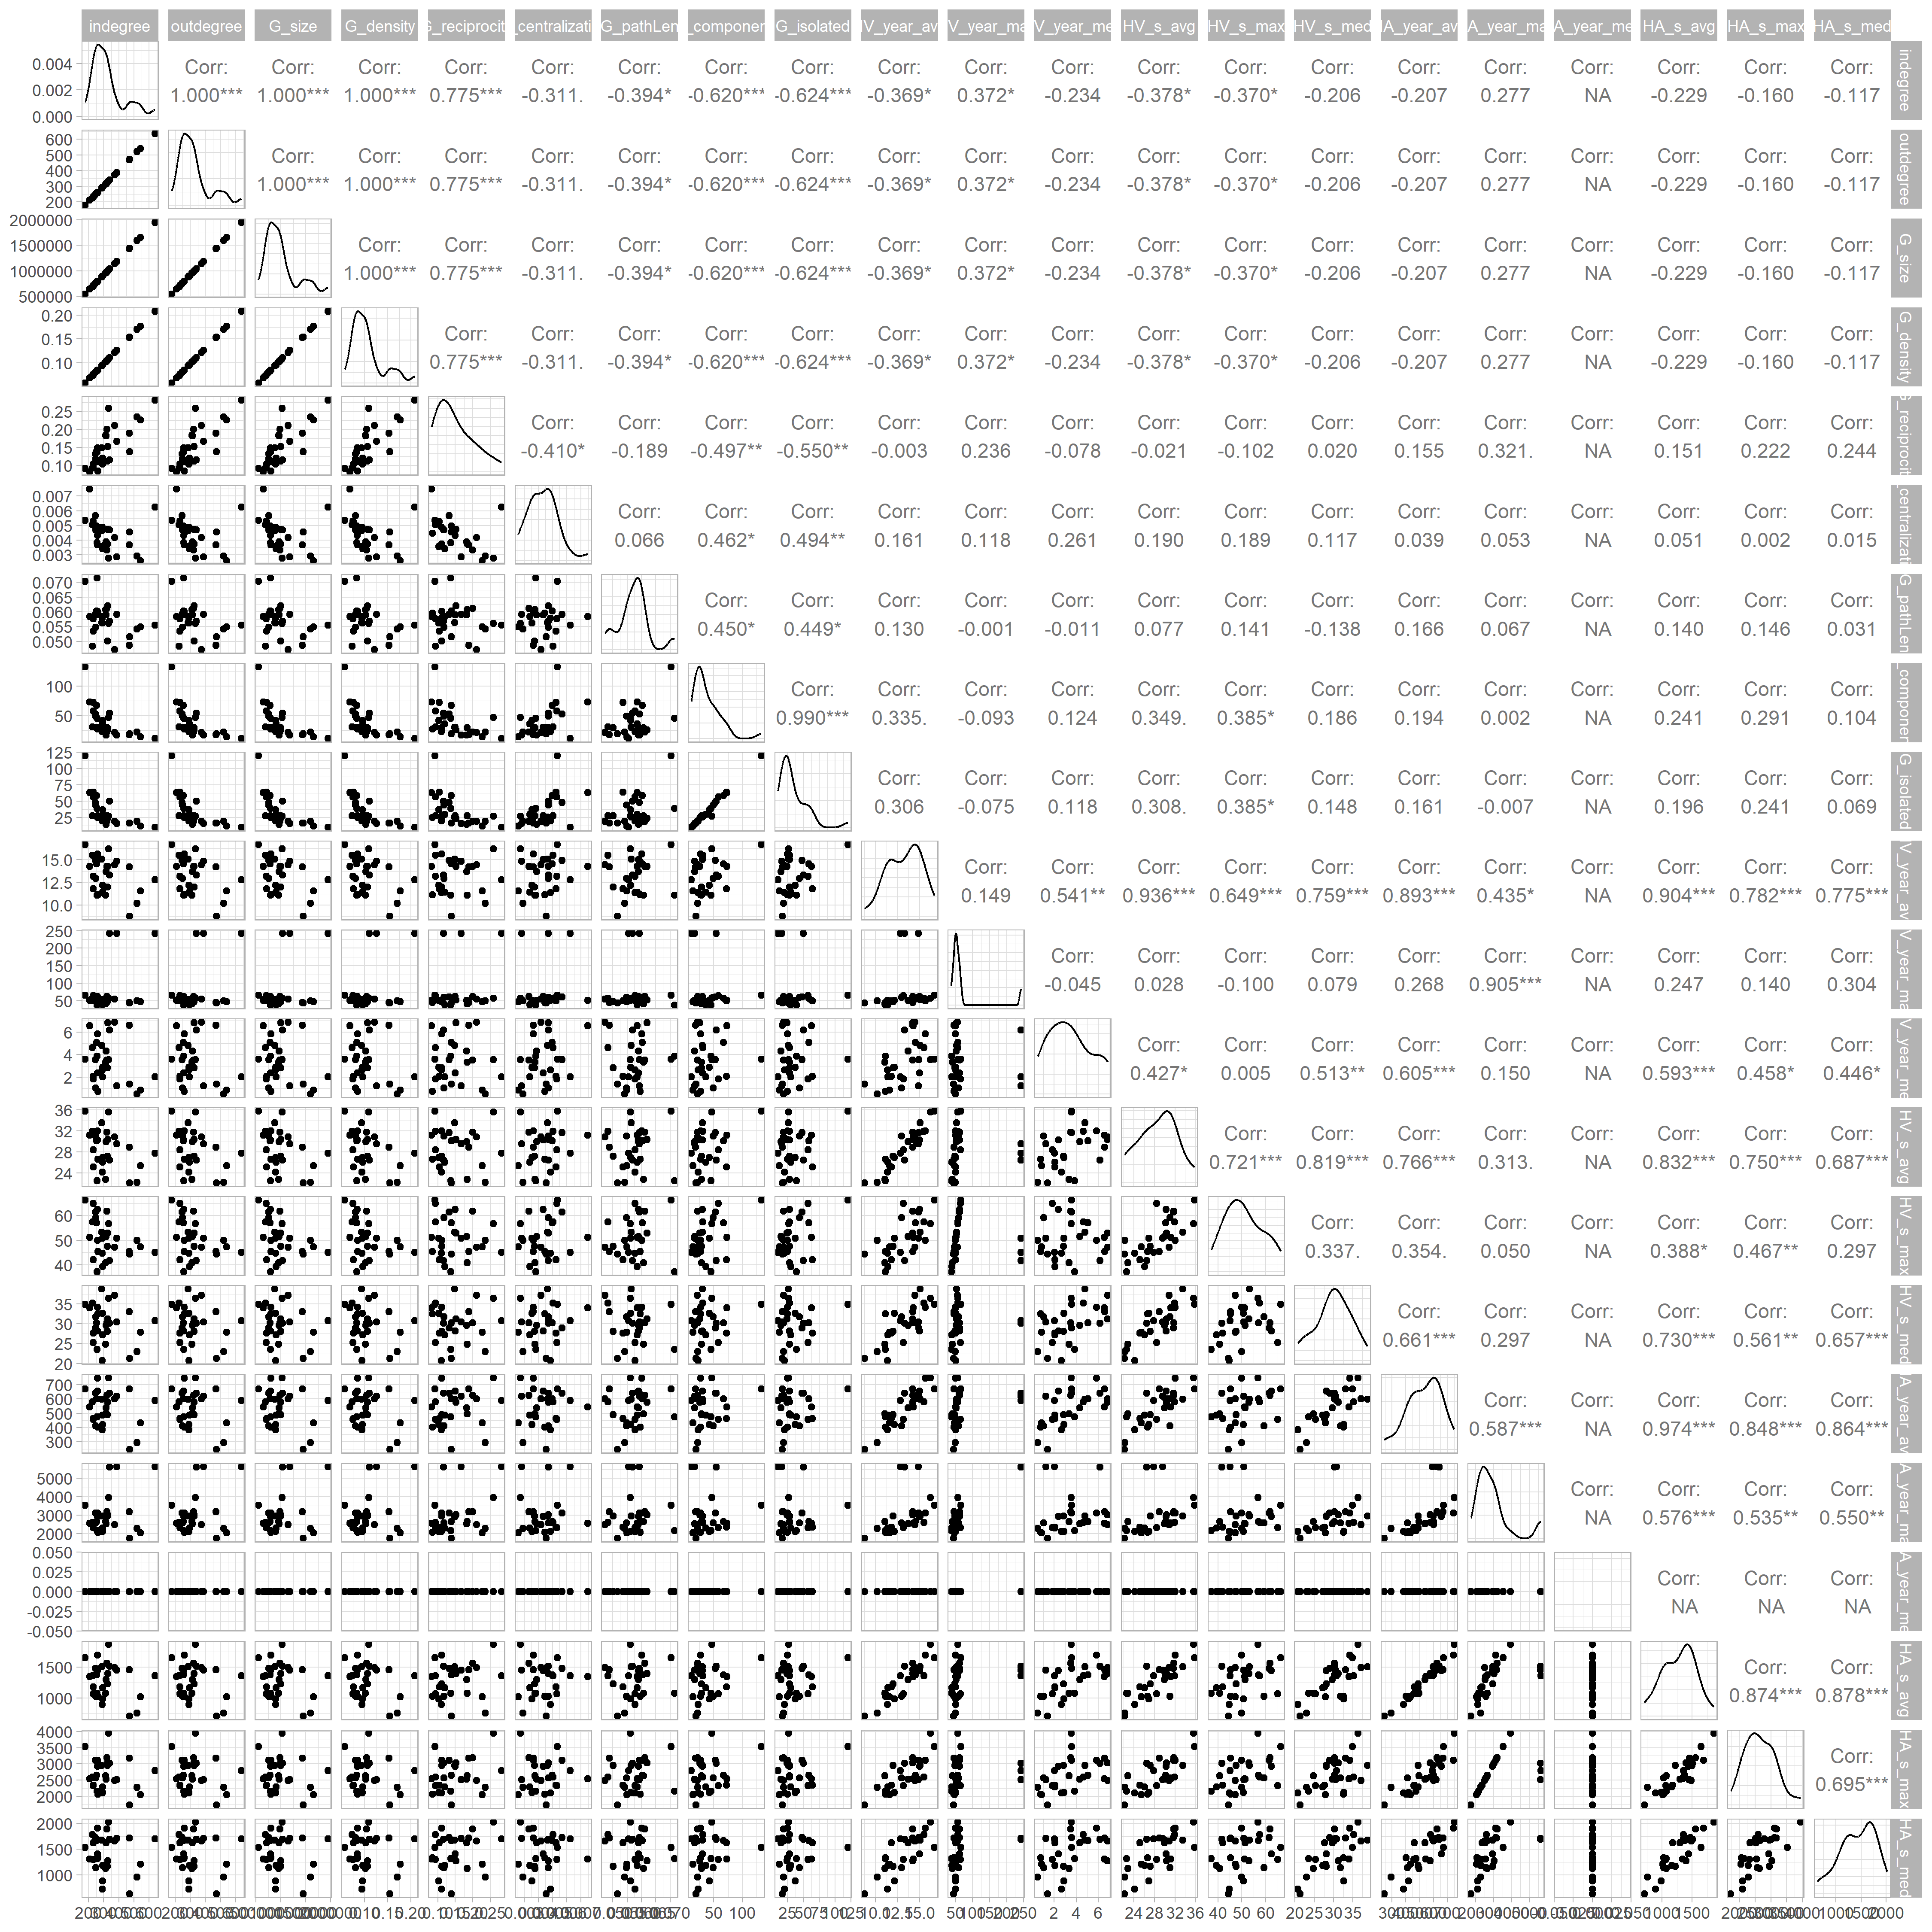 indegree outdegree G_size G_density G_reciprocit _centralizati G_pathLen _componen G_isolated V_year_av V_year_ma V_year_me HV_s_avg HV_s_max HV_s_med A_year_av A_year_ma A_year_me HA_s_avg HA_s_max HA_s_med
0.004 Corr: Corr: Corr: Corr: Corr: Corr: Corr: Corr: Corr: Corr: Corr: Corr: Corr: Corr: Corr: Corr: Corr: Corr: Corr: Corr: indegree
0.002 1.000*** 1.000*** 1.000*** 0.775*** -0.311. -0.394* -0.620*** -0.624*** -0.369* 0.372* -0.234 -0.378* -0.370* -0.206 -0.207 0.277 NA -0.229 -0.160 -0.117
0.000
600 Corr: Corr: Corr: Corr: Corr: Corr: Corr: Corr: Corr: Corr: Corr: Corr: Corr: Corr: Corr: Corr: Corr: Corr: Corr: outdegree
500
400
300 1.000*** 1.000*** 0.775*** -0.311. -0.394* -0.620*** -0.624*** -0.369* 0.372* -0.234 -0.378* -0.370* -0.206 -0.207 0.277 NA -0.229 -0.160 -0.117
200
2000000
1500000 Corr: Corr: Corr: Corr: Corr: Corr: Corr: Corr: Corr: Corr: Corr: Corr: Corr: Corr: Corr: Corr: Corr: Corr: G_size
1000000 1.000*** 0.775*** -0.311. -0.394* -0.620*** -0.624*** -0.369* 0.372* -0.234 -0.378* -0.370* -0.206 -0.207 0.277 NA -0.229 -0.160 -0.117
500000
0.20 Corr: Corr: Corr: Corr: Corr: Corr: Corr: Corr: Corr: Corr: Corr: Corr: Corr: Corr: Corr: Corr: Corr: G_density
0.15
0.10 0.775*** -0.311. -0.394* -0.620*** -0.624*** -0.369* 0.372* -0.234 -0.378* -0.370* -0.206 -0.207 0.277 NA -0.229 -0.160 -0.117
0.25 Corr: Corr: Corr: Corr: Corr: Corr: Corr: Corr: Corr: Corr: Corr: Corr: Corr: Corr: Corr: Corr: G_reciprocit
0.20
0.15 -0.410* -0.189 -0.497** -0.550** -0.003 0.236 -0.078 -0.021 -0.102 0.020 0.155 0.321. NA 0.151 0.222 0.244
0.10
0.007 Corr: Corr: Corr: Corr: Corr: Corr: Corr: Corr: Corr: Corr: Corr: Corr: Corr: Corr: Corr: _centralizati
0.006
0.005
0.004 0.066 0.462* 0.494** 0.161 0.118 0.261 0.190 0.189 0.117 0.039 0.053 NA 0.051 0.002 0.015
0.003
0.070
0.065 Corr: Corr: Corr: Corr: Corr: Corr: Corr: Corr: Corr: Corr: Corr: Corr: Corr: Corr: G_pathLen
0.060
0.055 0.450* 0.449* 0.130 -0.001 -0.011 0.077 0.141 -0.138 0.166 0.067 NA 0.140 0.146 0.031
0.050
100 Corr: Corr: Corr: Corr: Corr: Corr: Corr: Corr: Corr: Corr: Corr: Corr: Corr: _componen
50 0.990*** 0.335. -0.093 0.124 0.349. 0.385* 0.186 0.194 0.002 NA 0.241 0.291 0.104
125
100 Corr: Corr: Corr: Corr: Corr: Corr: Corr: Corr: Corr: Corr: Corr: Corr: G_isolated
75
50 0.306 -0.075 0.118 0.308. 0.385* 0.148 0.161 -0.007 NA 0.196 0.241 0.069
25
15.0 Corr: Corr: Corr: Corr: Corr: Corr: Corr: Corr: Corr: Corr: Corr: V_year_av
12.5 0.149 0.541** 0.936*** 0.649*** 0.759*** 0.893*** 0.435* NA 0.904*** 0.782*** 0.775***
10.0
250
200 Corr: Corr: Corr: Corr: Corr: Corr: Corr: Corr: Corr: Corr: V_year_ma
150
100 -0.045 0.028 -0.100 0.079 0.268 0.905*** NA 0.247 0.140 0.304
50
6 Corr: Corr: Corr: Corr: Corr: Corr: Corr: Corr: Corr: V_year_me
4
2 0.427* 0.005 0.513** 0.605*** 0.150 NA 0.593*** 0.458* 0.446*
36
32 Corr: Corr: Corr: Corr: Corr: Corr: Corr: Corr: HV_s_avg
28 0.721*** 0.819*** 0.766*** 0.313. NA 0.832*** 0.750*** 0.687***
24
60 Corr: Corr: Corr: Corr: Corr: Corr: Corr: HV_s_max
50 0.337. 0.354. 0.050 NA 0.388* 0.467** 0.297
40
35 Corr: Corr: Corr: Corr: Corr: Corr: HV_s_med
30
25 0.661*** 0.297 NA 0.730*** 0.561** 0.657***
20
700
600 Corr: Corr: Corr: Corr: Corr: A_year_av
500
400 0.587*** NA 0.974*** 0.848*** 0.864***
300
5000 Corr: Corr: Corr: Corr: A_year_ma
4000
3000 NA 0.576*** 0.535** 0.550**
2000
0.050
0.025 Corr: Corr: Corr: A_year_me
0.000 NA NA NA
-0.025
-0.050
1500 Corr: Corr: HA_s_avg
1000 0.874*** 0.878***
4000
3500 Corr: HA_s_max
3000
2500 0.695***
2000
2000 HA_s_med
1500
1000
50 100 24 28 32 36 40 50 60 2 4 6